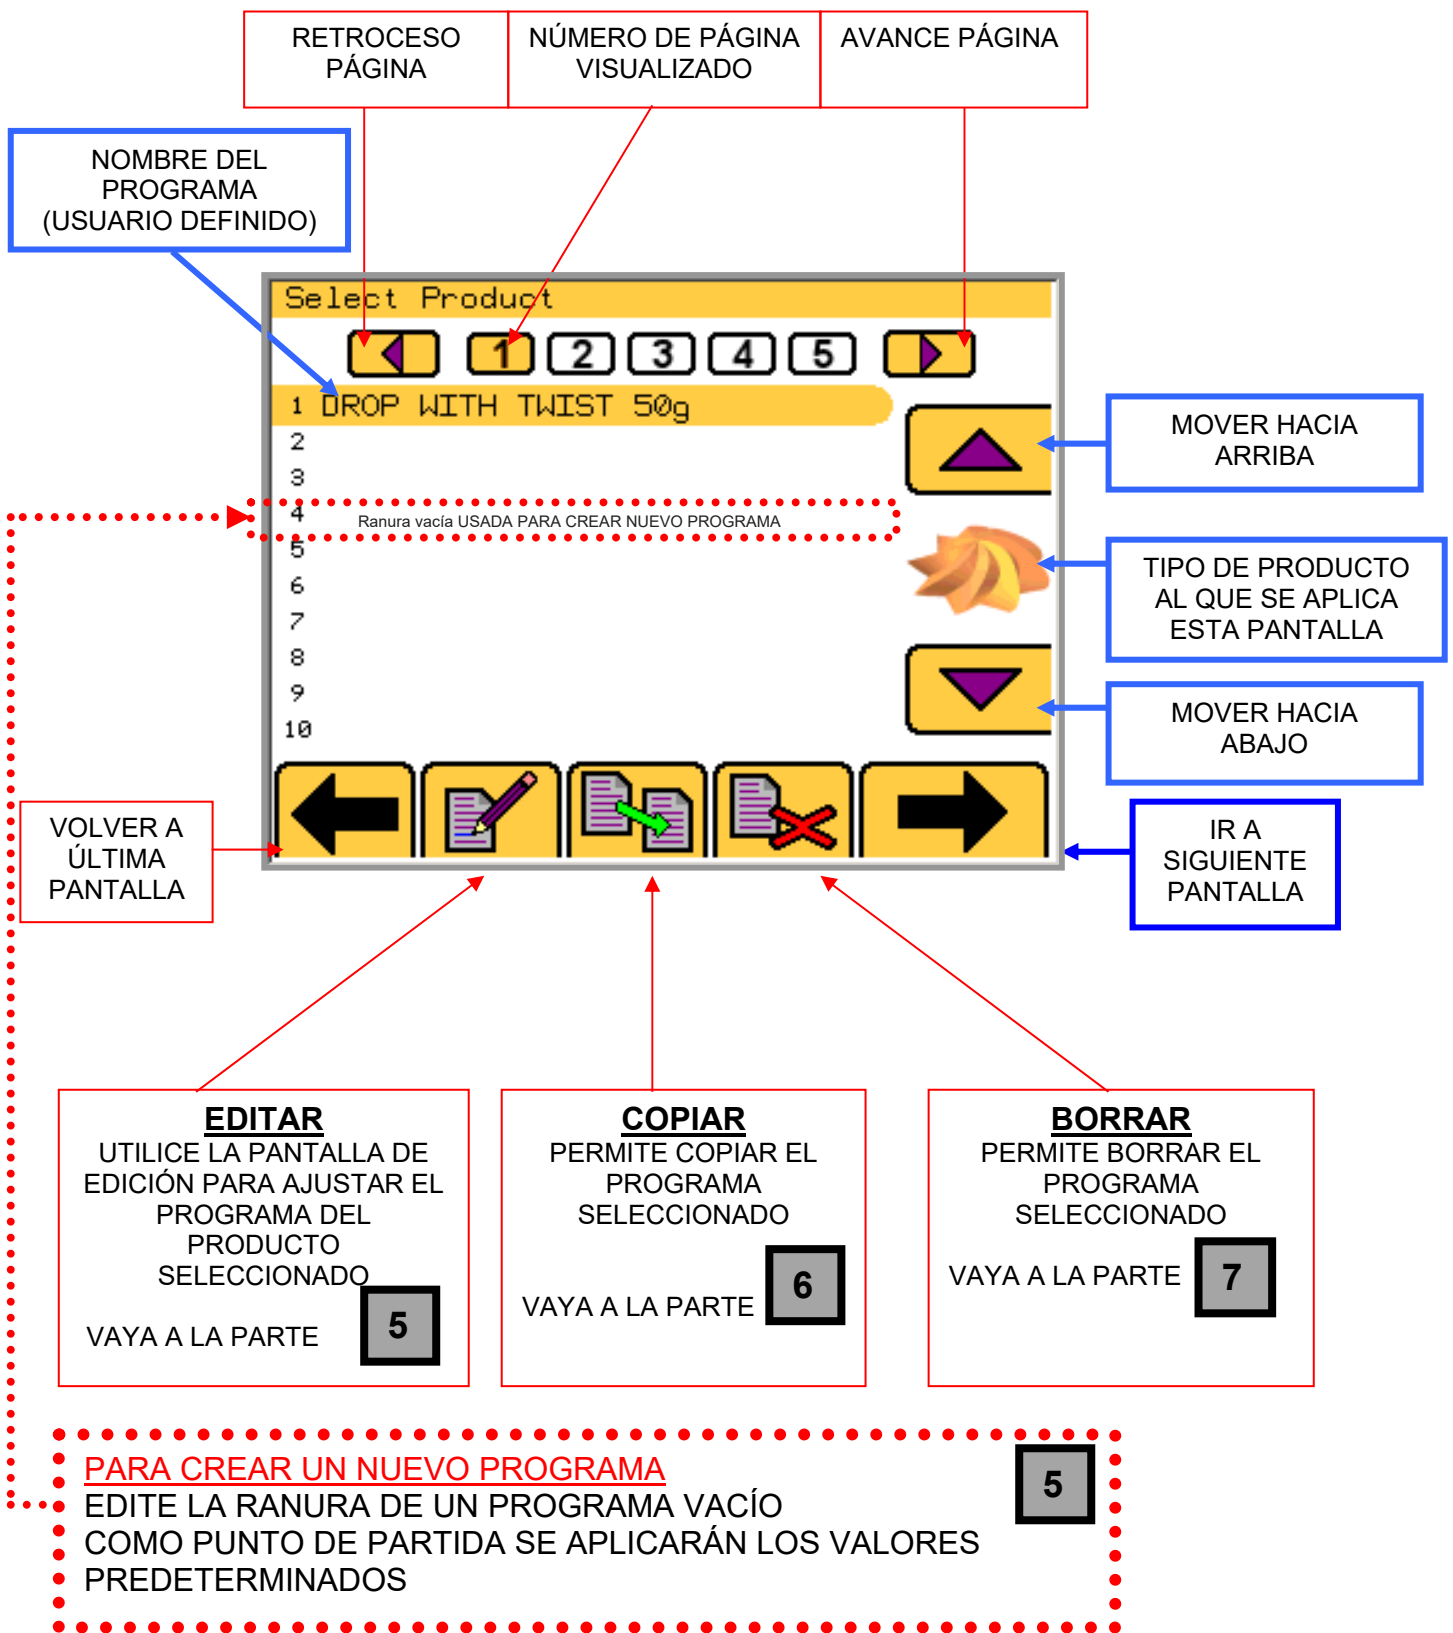 RETROCESO
PÁGINA
NÚMERO DE PÁGINA
VISUALIZADO
AVANCE PÁGINA
NOMBRE DEL
PROGRAMA
(USUARIO DEFINIDO)
Select Product
1 2 3 4 5
1 DROP WITH TWIST 50g
2
3
4 Ranura vacía USADA PARA CREAR NUEVO PROGRAMA
5
6
7
8
9
10
MOVER HACIA
ARRIBA
TIPO DE PRODUCTO
AL QUE SE APLICA
ESTA PANTALLA
MOVER HACIA
ABAJO
VOLVER A
ÚLTIMA
PANTALLA
IR A
SIGUIENTE
PANTALLA
EDITAR
UTILICE LA PANTALLA DE
EDICIÓN PARA AJUSTAR EL
PROGRAMA DEL
PRODUCTO
SELECCIONADO
VAYA A LA PARTE 5
COPIAR
PERMITE COPIAR EL
PROGRAMA
SELECCIONADO
VAYA A LA PARTE 6
BORRAR
PERMITE BORRAR EL
PROGRAMA
SELECCIONADO
VAYA A LA PARTE 7
PARA CREAR UN NUEVO PROGRAMA 5
EDITE LA RANURA DE UN PROGRAMA VACÍO
COMO PUNTO DE PARTIDA SE APLICARÁN LOS VALORES
PREDETERMINADOS